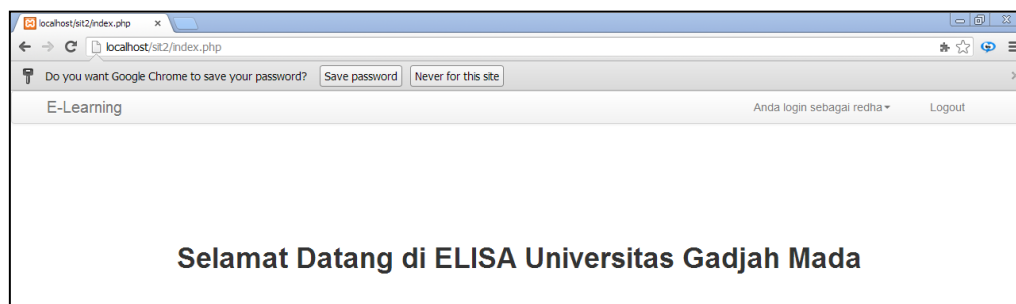 localhost/sit2/index.php
localhost/sit2/index.php
Do you want Google Chrome to save your password? Save password Never for this site
E-Learning Anda login sebagai redha Logout
Selamat Datang di ELISA Universitas Gadjah Mada